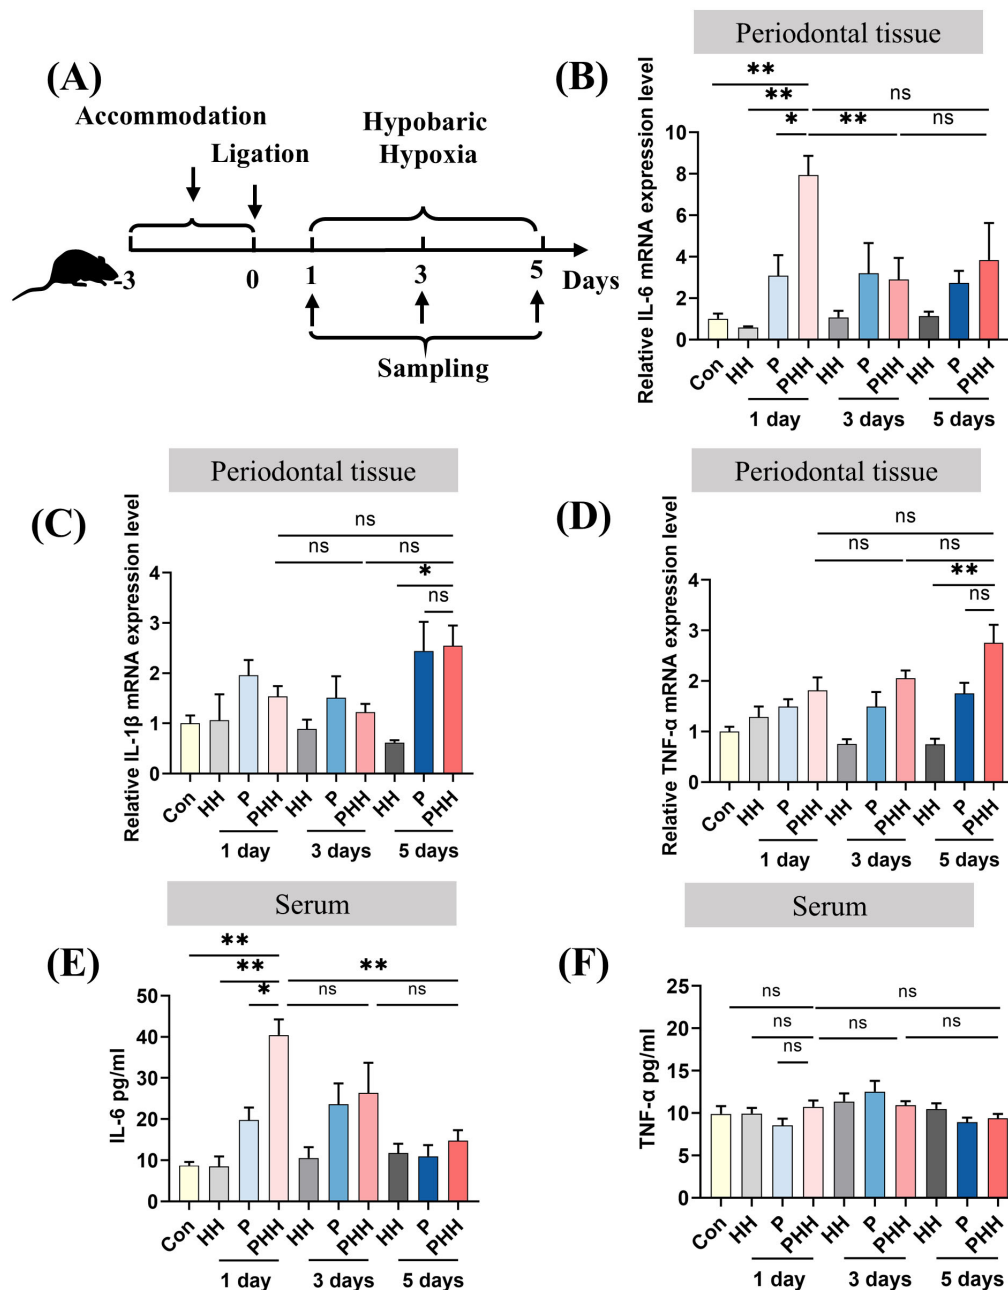 (A)
Accommodation
Ligation
Hypobaric
Hypoxia
-3
0
1
3
5
Days
Sampling
Periodontal tissue
(B)
**
**
ns
*
**
ns
Relative IL-6 mRNA expression level
10
8
6
4
2
0
Con
HH
P
PHH
HH
P
PHH
HH
P
PHH
1 day
3 days
5 days
Periodontal tissue
(C)
ns
ns
ns
*
ns
Relative IL-1β mRNA expression level
4
3
2
1
0
Con
HH
P
PHH
HH
P
PHH
HH
P
PHH
1 day
3 days
5 days
Periodontal tissue
(D)
ns
ns
ns
**
ns
Relative TNF-α mRNA expression level
4
3
2
1
0
Con
HH
P
PHH
HH
P
PHH
HH
P
PHH
1 day
3 days
5 days
Serum
(E)
**
**
**
*
ns
ns
IL-6 pg/ml
50
40
30
20
10
0
Con
HH
P
PHH
HH
P
PHH
HH
P
PHH
1 day
3 days
5 days
Serum
(F)
ns
ns
ns
ns
ns
ns
TNF-α pg/ml
25
20
15
10
5
0
Con
HH
P
PHH
HH
P
PHH
HH
P
PHH
1 day
3 days
5 days